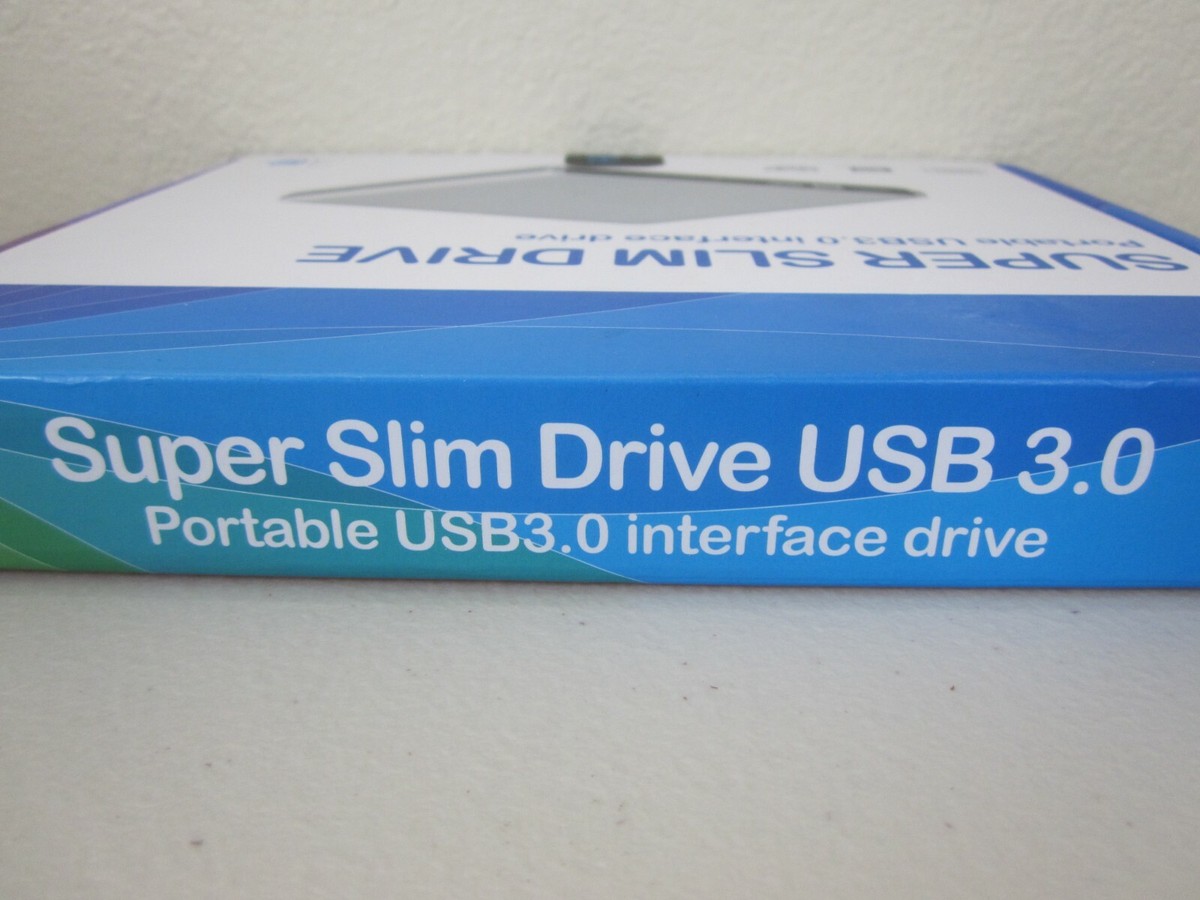 Portable USB3.0 interface drive
SUPER SLIM DRIVE
Super Slim Drive USB 3.0
Portable USB3.0 interface drive